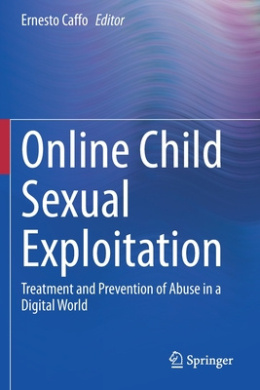 Ernesto Caffo Editor
Online Child
Sexual
Exploitation
Treatment and Prevention of Abuse in a
Digital World
Springer